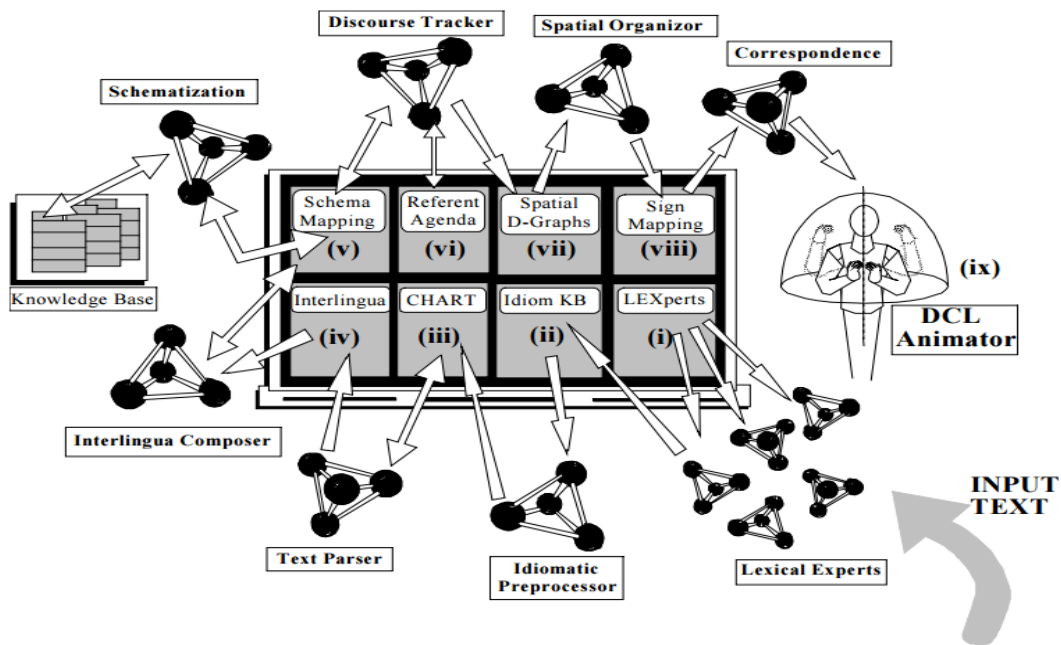 Discourse Tracker
Spatial Organizor
Correspondence
Schematization
Knowledge Base
Schema
Mapping
(v)
Referent
Agenda
(vi)
Spatial
D-Graphs
(vii)
Sign
Mapping
(viii)
Interlingua
(iv)
CHART
(iii)
Idiom KB
(ii)
LEXperts
(i)
(ix)
DCL
Animator
Interlingua Composer
Text Parser
Idiomatic
Preprocessor
Lexical Experts
INPUT
TEXT